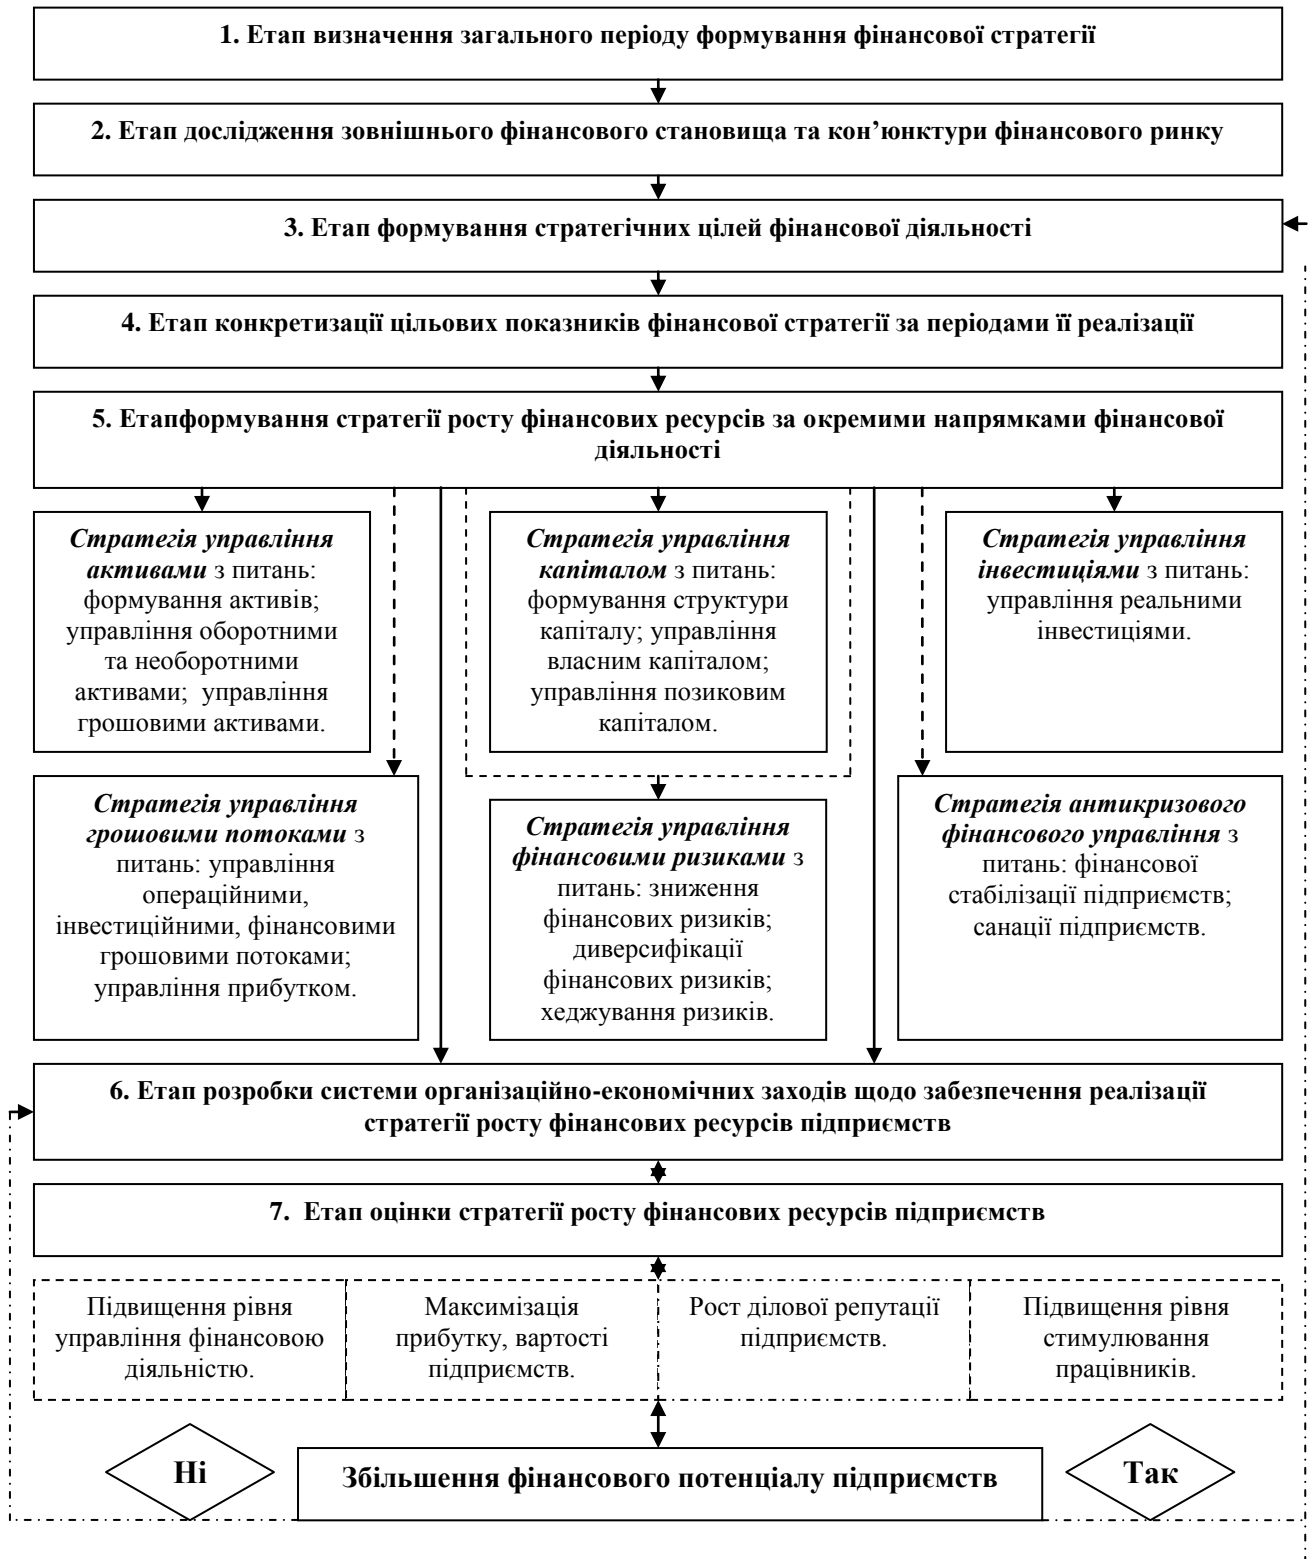 1. Етап визначення загального періоду формування фінансової стратегії
2. Етап дослідження зовнішнього фінансового становища та кон’юнктури фінансового ринку
3. Етап формування стратегічних цілей фінансової діяльності
4. Етап конкретизації цільових показників фінансової стратегії за періодами її реалізації
5. Етапформування стратегії росту фінансових ресурсів за окремими напрямками фінансової
діяльності
Стратегія управління
активами з питань:
формування активів;
управління оборотними
та необоротними
активами; управління
грошовими активами.
Стратегія управління
капіталом з питань:
формування структури
капіталу; управління
власним капіталом;
управління позиковим
капіталом.
Стратегія управління
інвестиціями з питань:
управління реальними
інвестиціями.
Стратегія управління
грошовими потоками з
питань: управління
операційними,
інвестиційними, фінансовими
грошовими потоками;
управління прибутком.
Стратегія управління
фінансовими ризиками з
питань: зниження
фінансових ризиків;
диверсифікації
фінансових ризиків;
хеджування ризиків.
Стратегія антикризового
фінансового управління з
питань: фінансової
стабілізації підприємств;
санації підприємств.
6. Етап розробки системи організаційно-економічних заходів щодо забезпечення реалізації
стратегії росту фінансових ресурсів підприємств
7. Етап оцінки стратегії росту фінансових ресурсів підприємств
Підвищення рівня
управління фінансовою
діяльністю.
Максимізація
прибутку, вартості
підприємств.
Рост ділової репутації
підприємств.
Підвищення рівня
стимулювання
працівників.
Ні
Збільшення фінансового потенціалу підприємств
Так